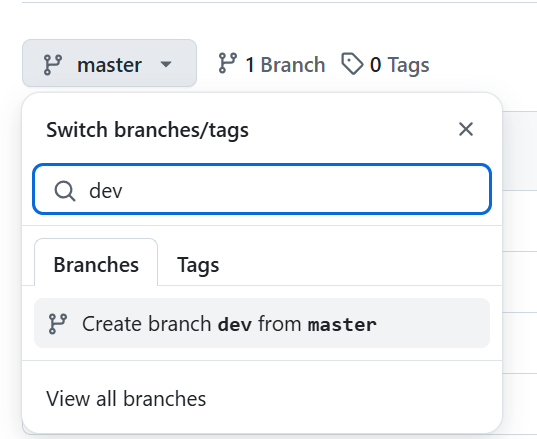 master 1 Branch 0 Tags
Switch branches/tags
dev
Branches Tags
Create branch dev from master
View all branches